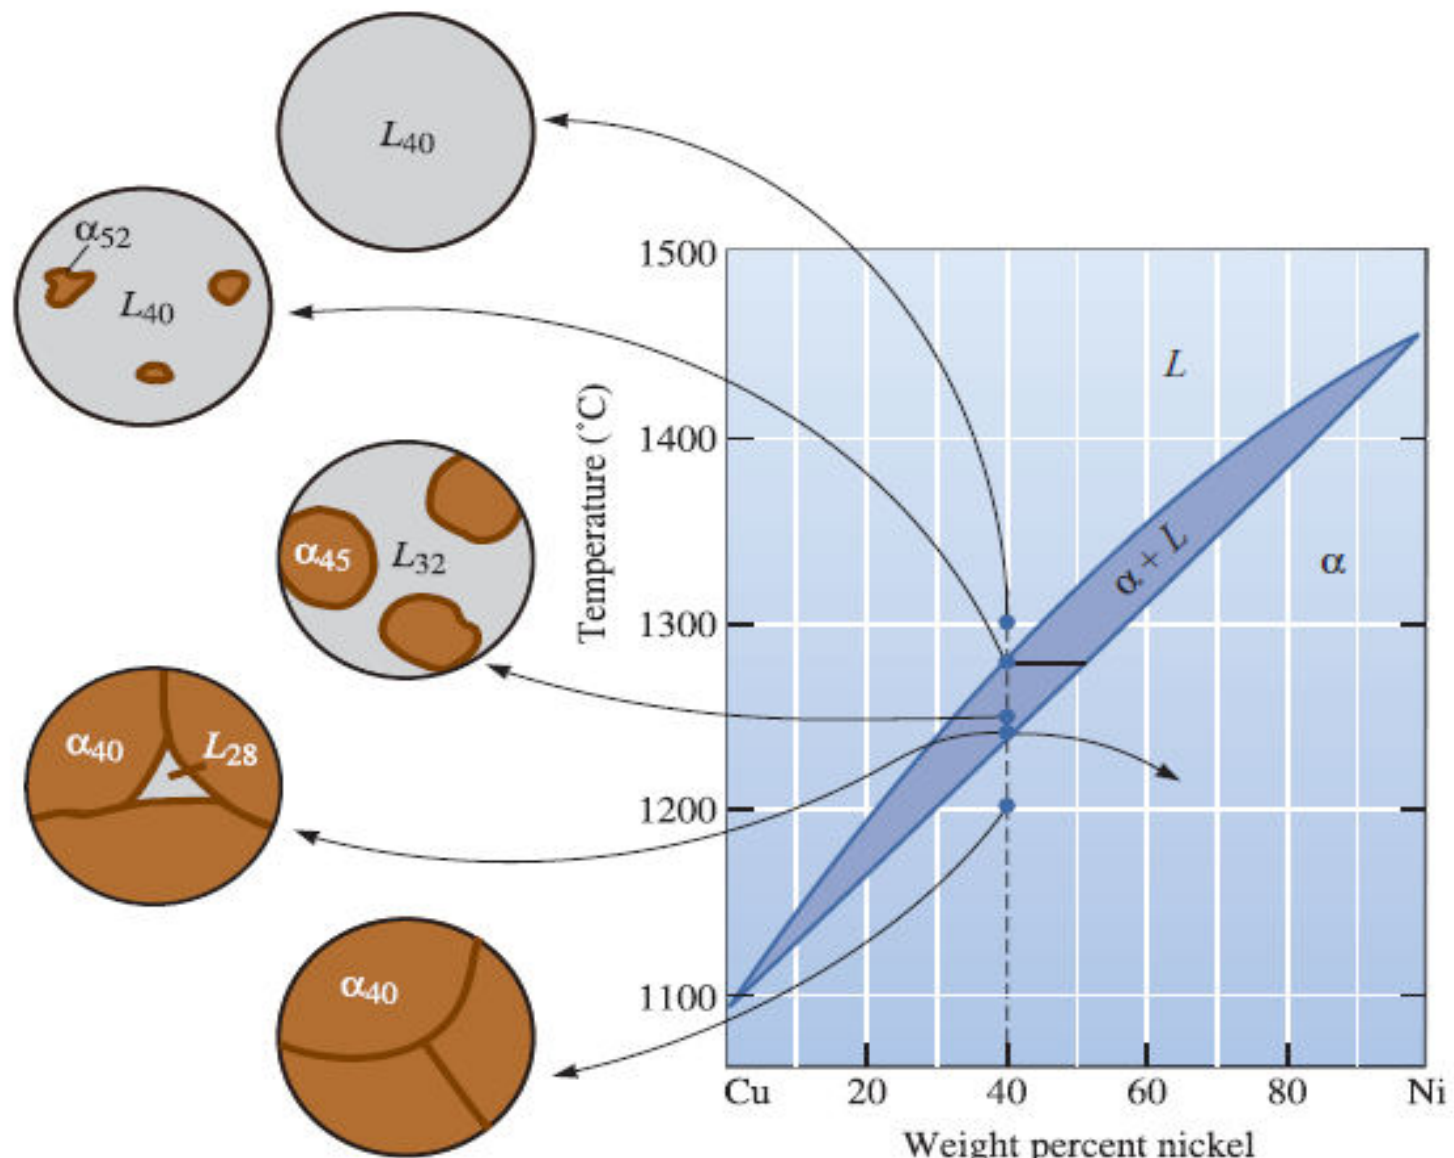 L40
α52
L40
α45
L32
α40
L28
α40
Temperature (°C)
1500
1400
1300
1200
1100
L
α + L
α
Cu 20 40 60 80 Ni
Weight percent nickel